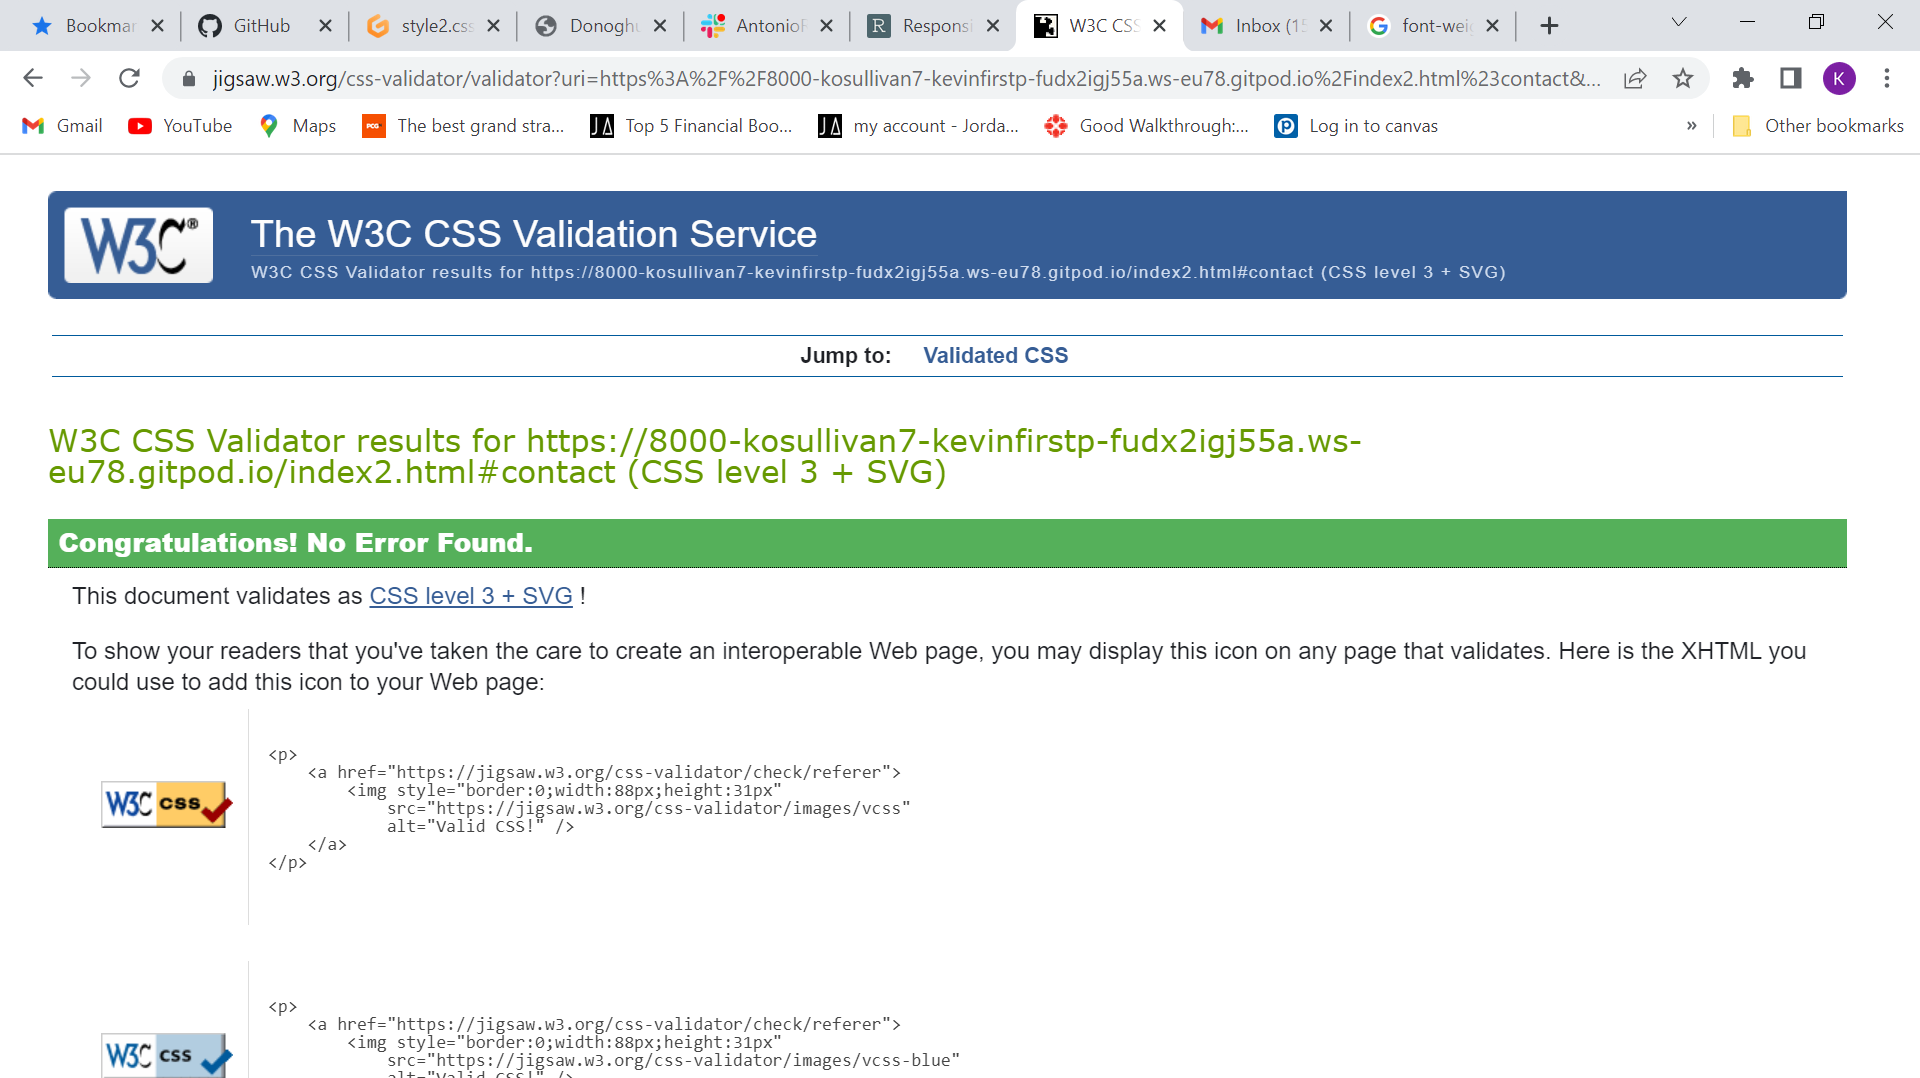 Bookmar
GitHub
style2.css
Donoghu
AntonioF
Responsi
W3C CSS
Inbox (15
font-weig
jigsaw.w3.org/css-validator/validator?uri=https%3A%2F%2F8000-kosullivan7-kevinfirstp-fudx2igj55a.ws-eu78.gitpod.io%2Findex2.html%23contact&...
K
Gmail
YouTube
Maps
PCG
The best grand stra...
JA
Top 5 Financial Boo...
JA
my account - Jorda...
Good Walkthrough:...
Log in to canvas
»
Other bookmarks
W3C®
The W3C CSS Validation Service
W3C CSS Validator results for https://8000-kosullivan7-kevinfirstp-fudx2igj55a.ws-eu78.gitpod.io/index2.html#contact (CSS level 3 + SVG)
Jump to: Validated CSS
W3C CSS Validator results for https://8000-kosullivan7-kevinfirstp-fudx2igj55a.ws-
eu78.gitpod.io/index2.html#contact (CSS level 3 + SVG)
Congratulations! No Error Found.
This document validates as CSS level 3 + SVG !
To show your readers that you've taken the care to create an interoperable Web page, you may display this icon on any page that validates. Here is the XHTML you
could use to add this icon to your Web page:
W3C css
<p>
<a href="https://jigsaw.w3.org/css-validator/check/referer">
<img style="border:0;width:88px;height:31px"
src="https://jigsaw.w3.org/css-validator/images/vcss"
alt="Valid CSS!" />
</a>
</p>
W3C css
<p>
<a href="https://jigsaw.w3.org/css-validator/check/referer">
<img style="border:0;width:88px;height:31px"
src="https://jigsaw.w3.org/css-validator/images/vcss-blue"
alt="Valid CSS!" />